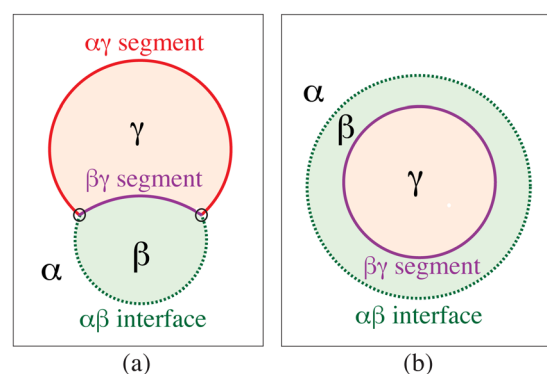 αγ segment
γ
βγ segment
α
β
αβ interface
(a)
α
β
γ
βγ segment
αβ interface
(b)